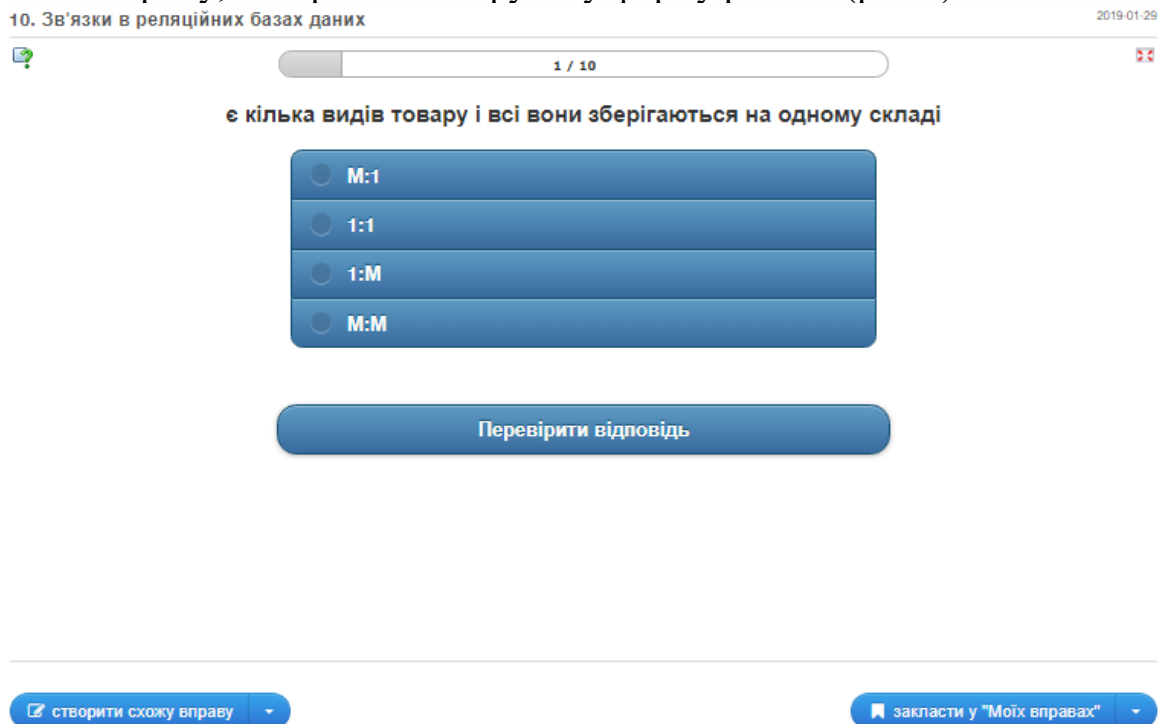 10. Зв'язки в реляційних базах даних
2019-01-29
1 / 10
є кілька видів товару і всі вони зберігаються на одному складі
М:1
1:1
1:М
М:М
Перевірити відповідь
створити схожу вправу
закласти у "Моїх вправах"